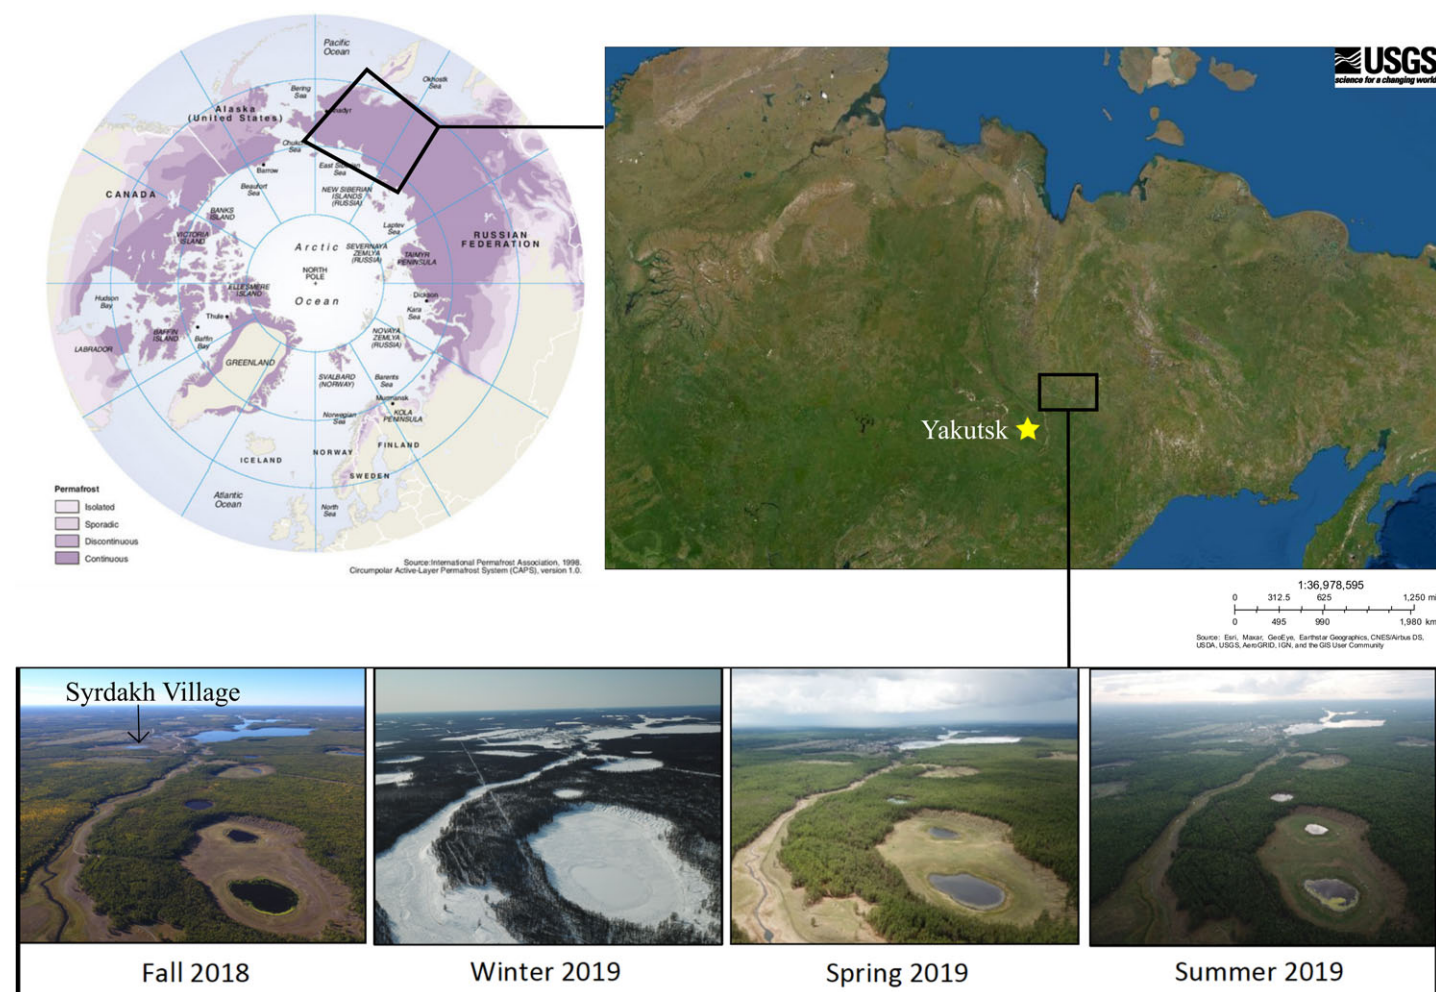 Pacific
Ocean
Okhostk
Sea
Bering
Sea
Alaska
(United States)
Chukchi
Sea
Barrow
East Siberian
Sea
Beaufort
Sea
NEW SIBERIAN
ISLANDS
(RUSSIA)
CANADA
BANKS
ISLAND
Laptev
Sea
VICTORIA
ISLAND
RUSSIAN
FEDERATION
Arctic
SEVERNAYA
ZEMLYA
(RUSSIA)
TAIMYR
PENINSULA
NORTH
POLE
ELLESMERE
ISLAND
Ocean
Hudson
Bay
Dickson
Kara
Sea
Thule
BAFFIN
ISLAND
Baffin
Bay
NOVAYA
ZEMLYA
(RUSSIA)
LABRADOR
GREENLAND
SVALBARD
(NORWAY)
Barents
Sea
Murmansk
KOLA
PENINSULA
Norwegian
Sea
FINLAND
ICELAND
NORWAY
SWEDEN
Atlantic
Ocean
North
Sea
Permafrost
Isolated
Sporadic
Discontinuous
Continuous
Source:International Permafrost Association, 1998.
Circumpolar Active-Layer Permafrost System (CAPS), version 1.0.
USGS
science for a changing world
Yakutsk
1:36,978,595
0 312.5 625 1,250 mi
0 495 990 1,980 km
Source: Esri, Maxar, GeoEye, Earthstar Geographics, CNES/Airbus DS,
USDA, USGS, AeroGRID, IGN, and the GIS User Community
Syrdakh Village
Fall 2018
Winter 2019
Spring 2019
Summer 2019